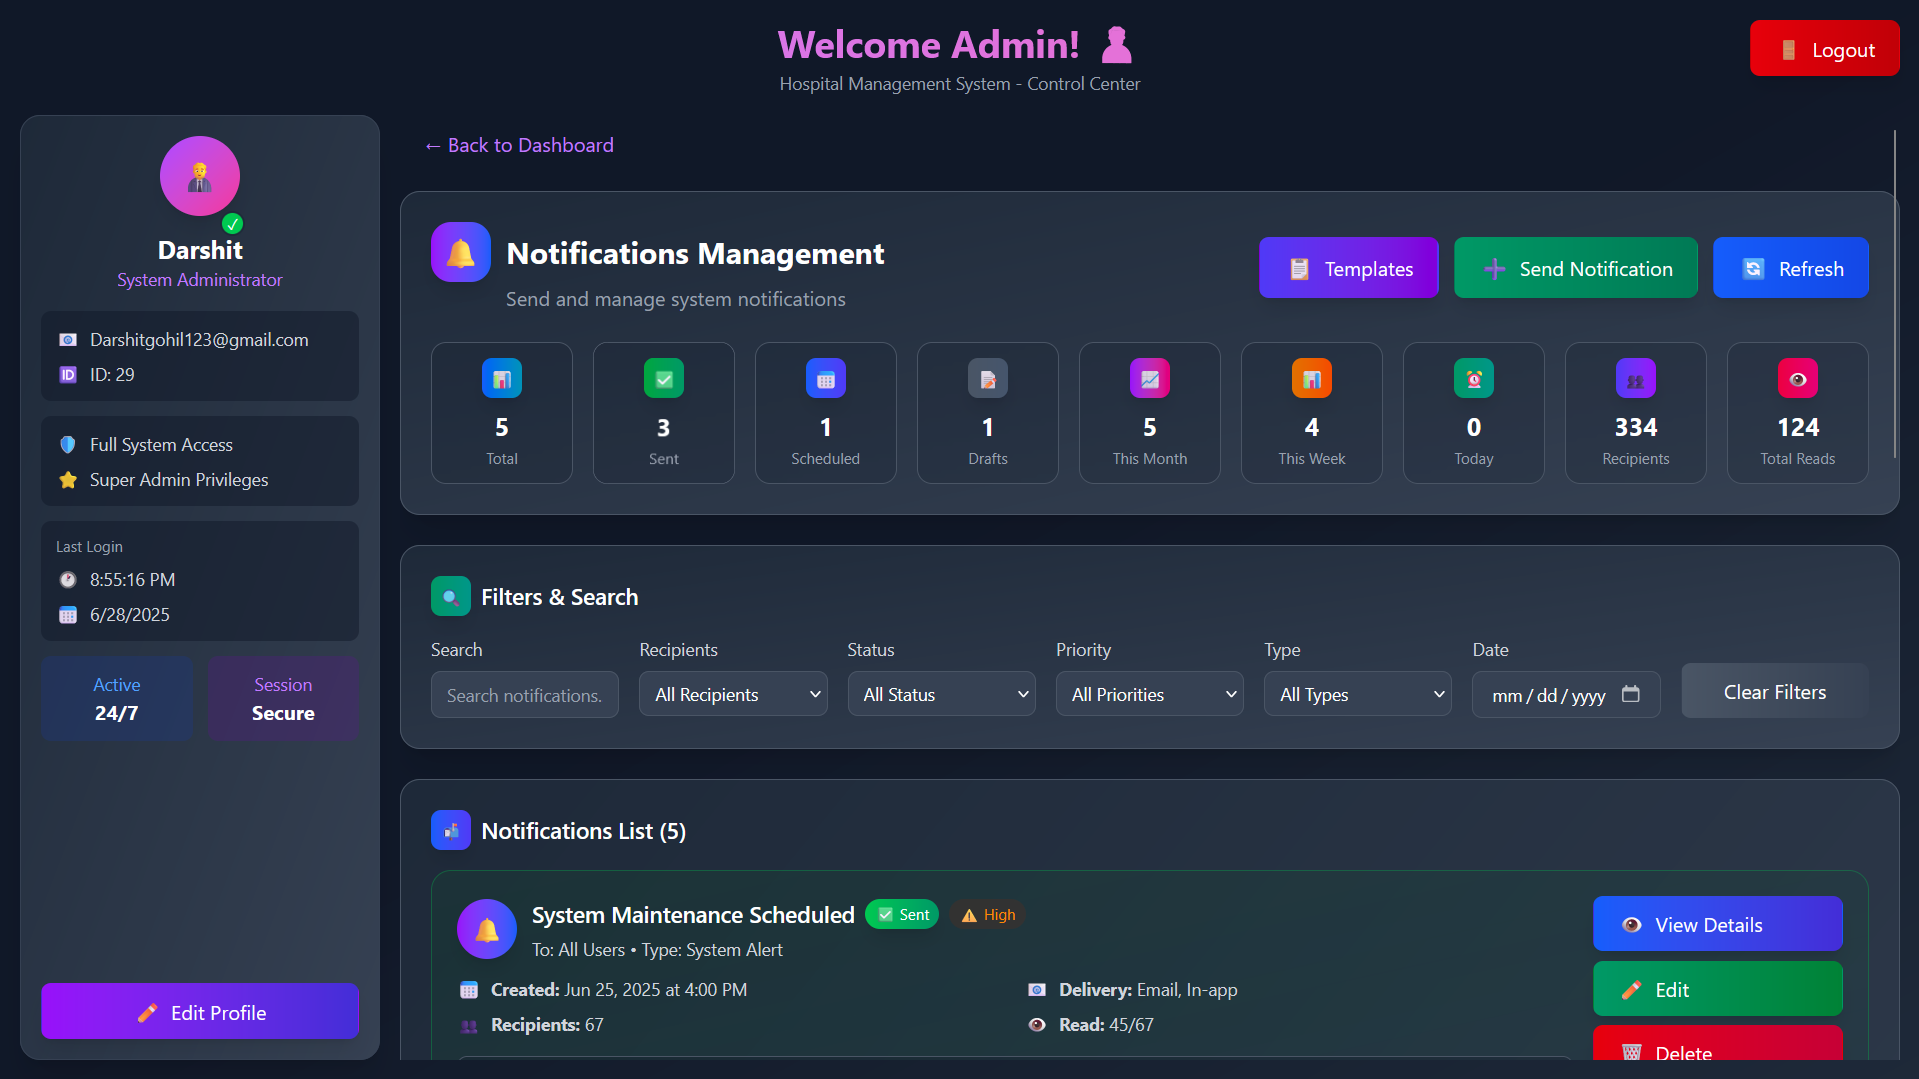 Welcome Admin!
Hospital Management System - Control Center
Logout
Darshit
System Administrator
Darshitgohil123@gmail.com
ID: 29
Full System Access
Super Admin Privileges
Last Login
8:55:16 PM
6/28/2025
Active
24/7
Session
Secure
Edit Profile
← Back to Dashboard
Notifications Management
Send and manage system notifications
Templates
Send Notification
Refresh
5
Total
3
Sent
1
Scheduled
1
Drafts
5
This Month
4
This Week
0
Today
334
Recipients
124
Total Reads
Filters & Search
Search
Search notifications.
Recipients
All Recipients
Status
All Status
Priority
All Priorities
Type
All Types
Date
mm/dd/yyyy
Clear Filters
Notifications List (5)
System Maintenance Scheduled
Sent
High
To: All Users • Type: System Alert
Created: Jun 25, 2025 at 4:00 PM
Delivery: Email, In-app
Recipients: 67
Read: 45/67
View Details
Edit
Delete